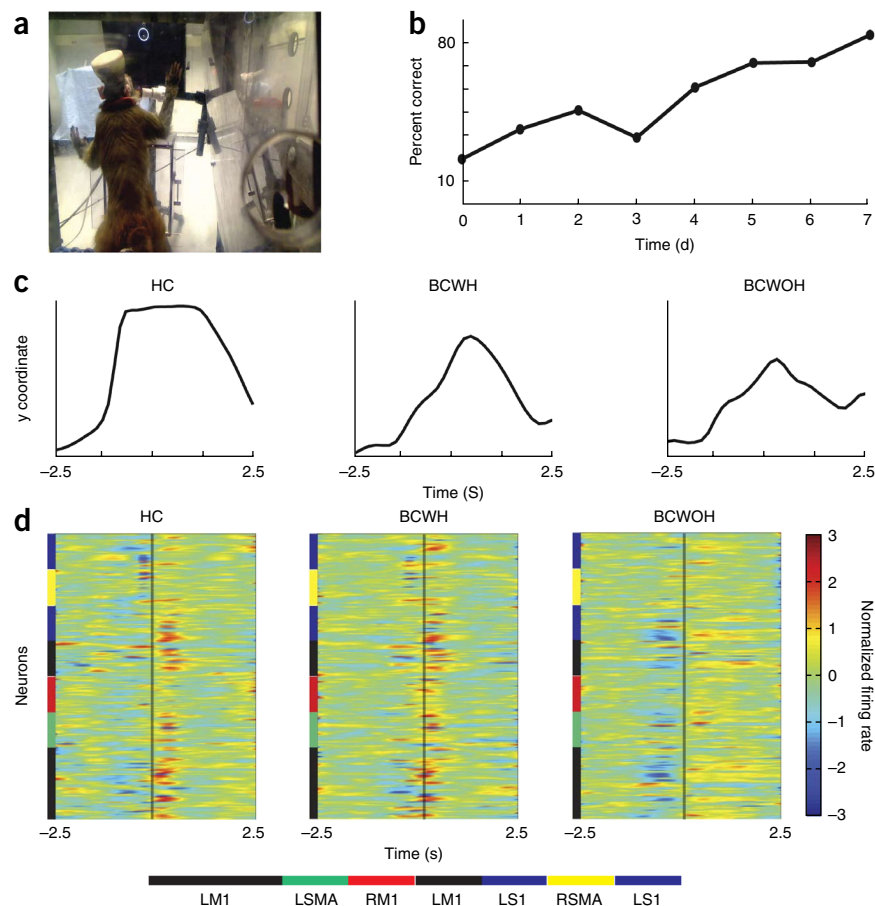 a
b
80
Percent correct
10
0 1 2 3 4 5 6 7
Time (d)
c
HC BCWH BCWOH
y coordinate
–2.5 2.5 –2.5 2.5 –2.5 2.5
Time (S)
d
HC BCWH BCWOH
Neurons
3
2
1
0
–1
–2
–3
Normalized firing rate
–2.5 2.5 –2.5 2.5 –2.5 2.5
Time (s)
LM1 LSMA RM1 LM1 LS1 RSMA LS1